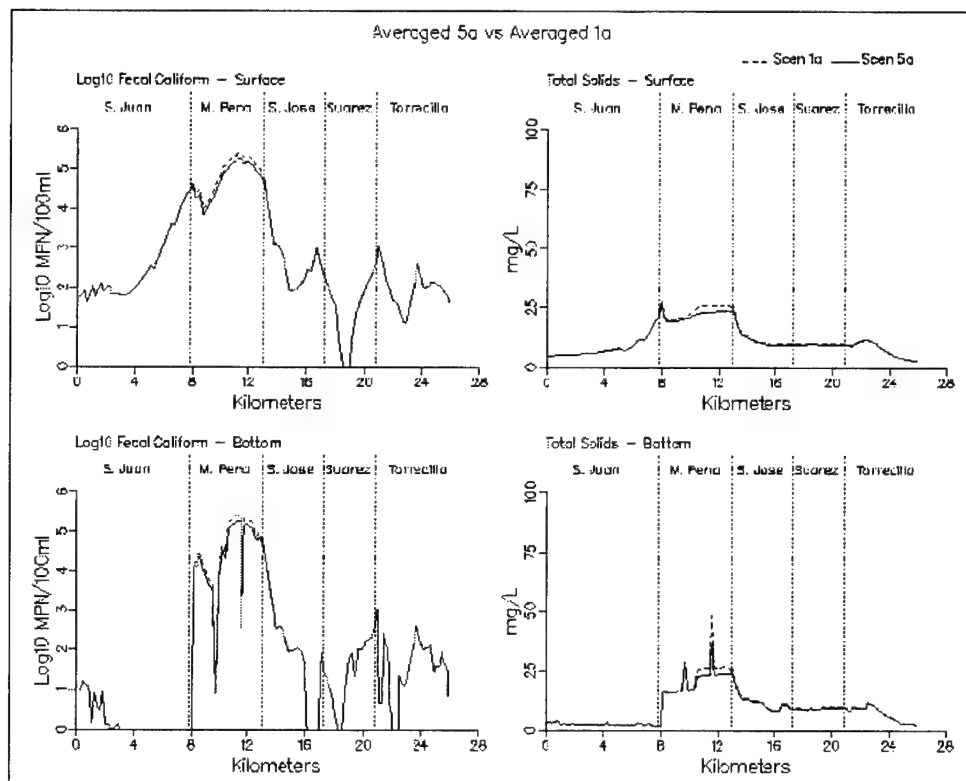 Averaged 5a vs Averaged 1a
Scen 1a Scen 5a
Log10 Fecal Caliform – Surface
S. Juan M. Pena S. Jose Suarez Torrecilla
Log10 MPN/100ml
6
5
4
3
2
1
0
0 4 8 12 16 20 24 28
Kilometers
Total Solids – Surface
S. Juan M. Pena S. Jose Suarez Torrecilla
mg/L
100
75
50
25
0
0 4 8 12 16 20 24 28
Kilometers
Log10 Fecal Caliform – Bottom
S. Juan M. Pena S. Jose Suarez Torrecilla
Log10 MPN/100ml
6
5
4
3
2
1
0
0 4 8 12 16 20 24 28
Kilometers
Total Solids – Bottom
S. Juan M. Pena S. Jose Suarez Torrecilla
mg/L
100
75
50
25
0
0 4 8 12 16 20 24 28
Kilometers